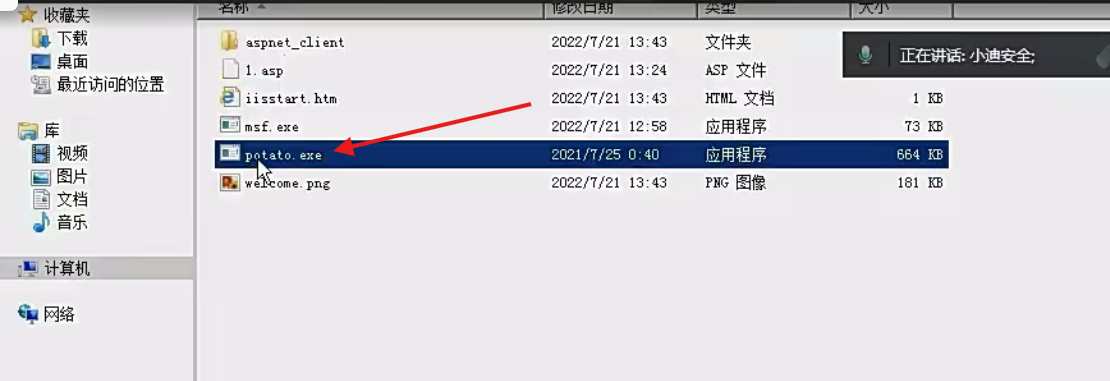 收藏夹
下载
桌面
最近访问的位置
库
视频
图片
文档
音乐
计算机
网络
名称 修改日期 类型 大小
aspnet_client 2022/7/21 13:43 文件夹
1.asp 2022/7/21 13:24 ASP 文件
iisstart.htm 2022/7/21 13:43 HTML 文档 1 KB
msf.exe 2022/7/21 12:58 应用程序 73 KB
potato.exe 2021/7/25 0:40 应用程序 664 KB
welcome.png 2022/7/21 13:43 PNG 图像 181 KB
正在讲话: 小迪安全;